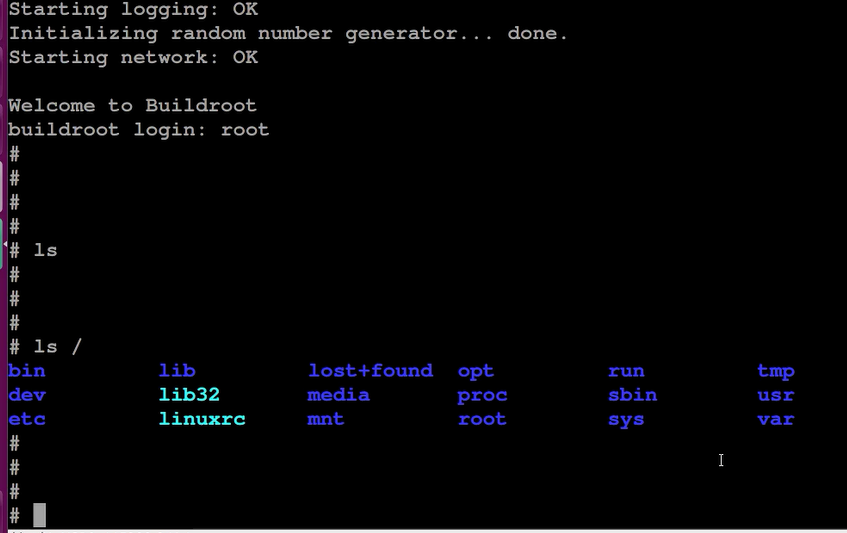 Starting logging: OK
Initializing random number generator... done.
Starting network: OK
Welcome to Buildroot
buildroot login: root
#
#
#
#
# ls
#
#
#
# ls /
bin lib lost+found opt run tmp
dev lib32 media proc sbin usr
etc linuxrc mnt root sys var
#
#
#
#